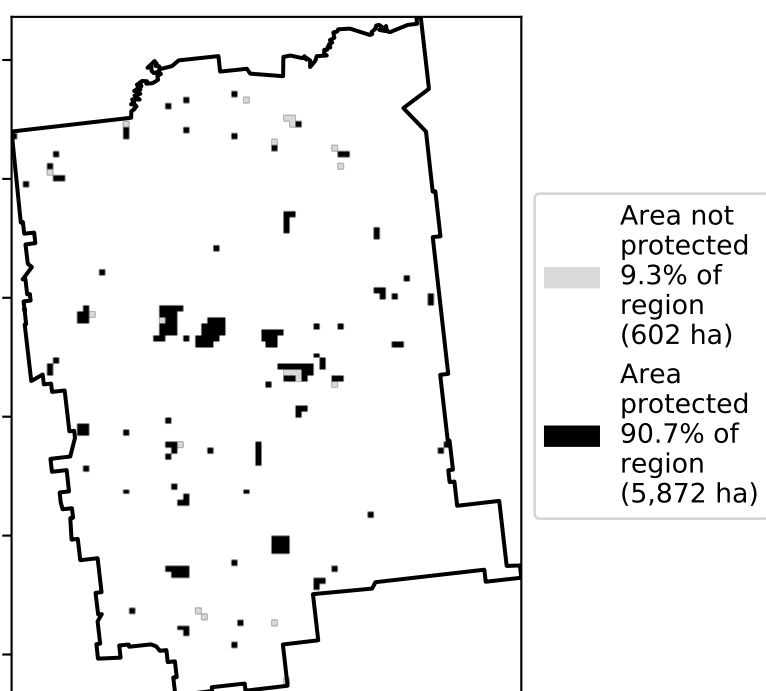 Area not
protected
9.3% of
region
(602 ha)
Area
protected
90.7% of
region
(5,872 ha)